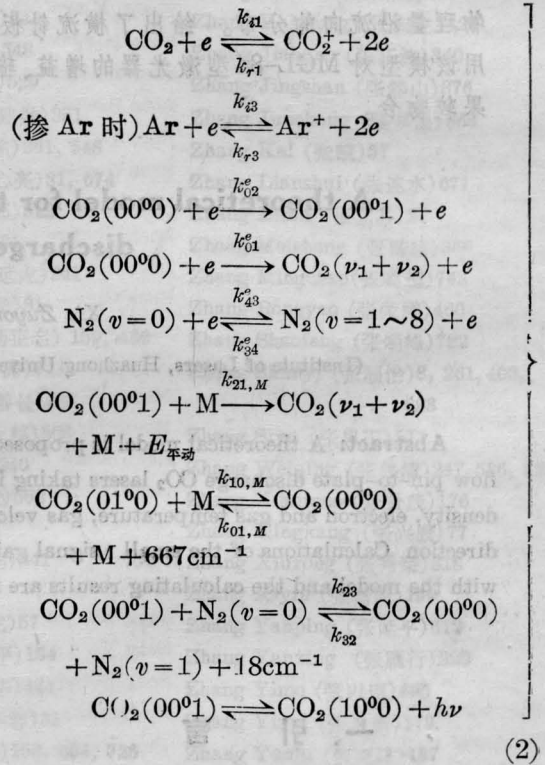 CO₂+e ⇌ CO₂⁺+2e (k_{i1} / k_{r1})
(掺 Ar 时) Ar+e ⇌ Ar⁺+2e (k_{i3} / k_{r3})
CO₂(00⁰0)+e ⟶ CO₂(00⁰1)+e (k^e_{02})
CO₂(00⁰0)+e ⟶ CO₂(ν₁+ν₂)+e (k^e_{01})
N₂(v=0)+e ⇌ N₂(v=1~8)+e (k^e_{43} / k^e_{34})
CO₂(00⁰1)+M ⟶ CO₂(ν₁+ν₂) (k_{21,M})
+M+E_{平动}
CO₂(01⁰0)+M ⇌ CO₂(00⁰0) (k_{10,M} / k_{01,M})
+M+667cm⁻¹
CO₂(00⁰1)+N₂(v=0) ⇌ CO₂(00⁰0) (k_{23} / k_{32})
+N₂(v=1)+18cm⁻¹
CO₂(00⁰1) ⇌ CO₂(10⁰0)+hν
(2)